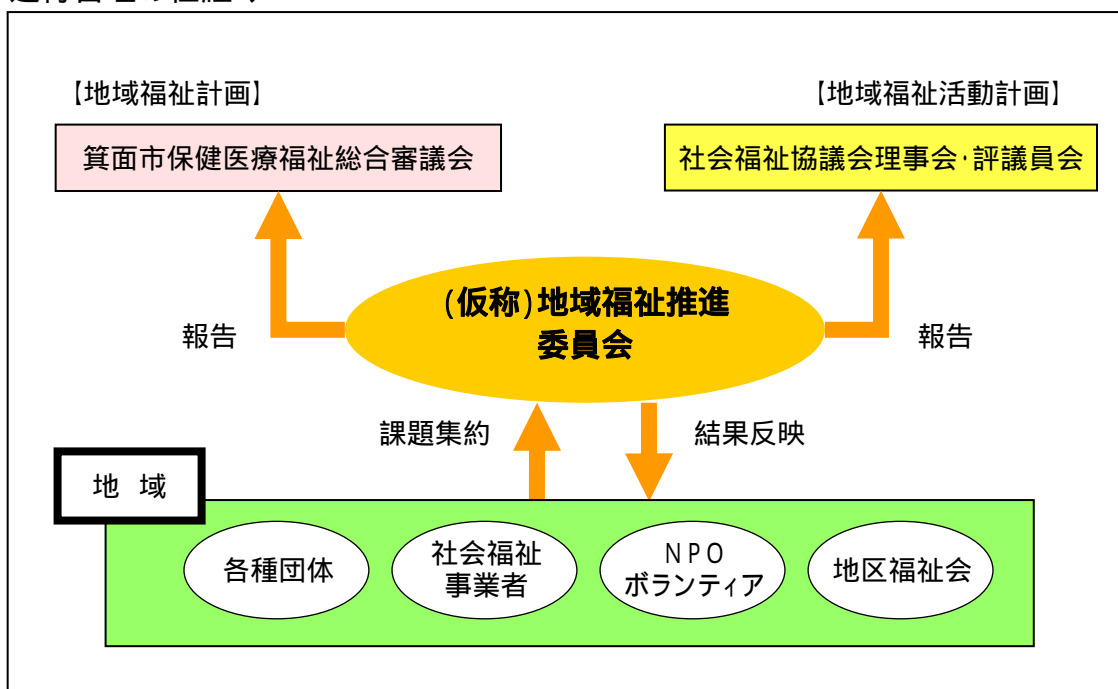 【地域福祉計画】
【地域福祉活動計画】
箕面市保健医療福祉総合審議会
社会福祉協議会理事会･評議員会
(仮称)地域福祉推進
委員会
報告
報告
課題集約
結果反映
地 域
各種団体
社会福祉
事業者
NPO
ボランティア
地区福祉会